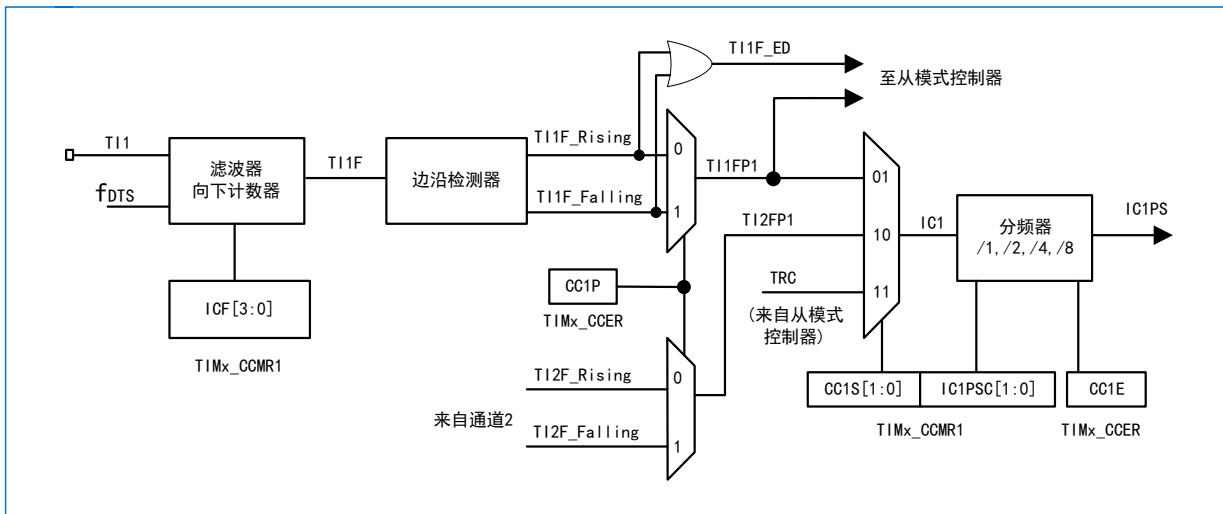 TI1F_ED
至从模式控制器
TI1
fDTS
滤波器
向下计数器
TI1F
边沿检测器
TI1F_Rising
TI1F_Falling
0
1
TI1FP1
TI2FP1
TRC
(来自从模式
控制器)
01
10
11
IC1
分频器
/1, /2, /4, /8
IC1PS
ICF[3:0]
TIMx_CCMR1
CC1P
TIMx_CCER
TI2F_Rising
来自通道2
TI2F_Falling
0
1
CC1S[1:0]
IC1PSC[1:0]
CC1E
TIMx_CCMR1
TIMx_CCER